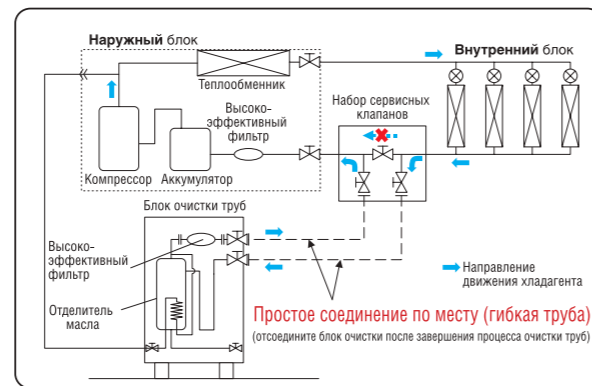 Наружный блок
Теплообменник
Внутренний блок
Высоко-
эффективный
фильтр
Набор сервисных
клапанов
Компрессор
Аккумулятор
Блок очистки труб
Высоко-
эффективный
фильтр
Отделитель
масла
Направление
движения хладагента
Простое соединение по месту (гибкая труба)
(отсоедините блок очистки после завершения процесса очистки труб)